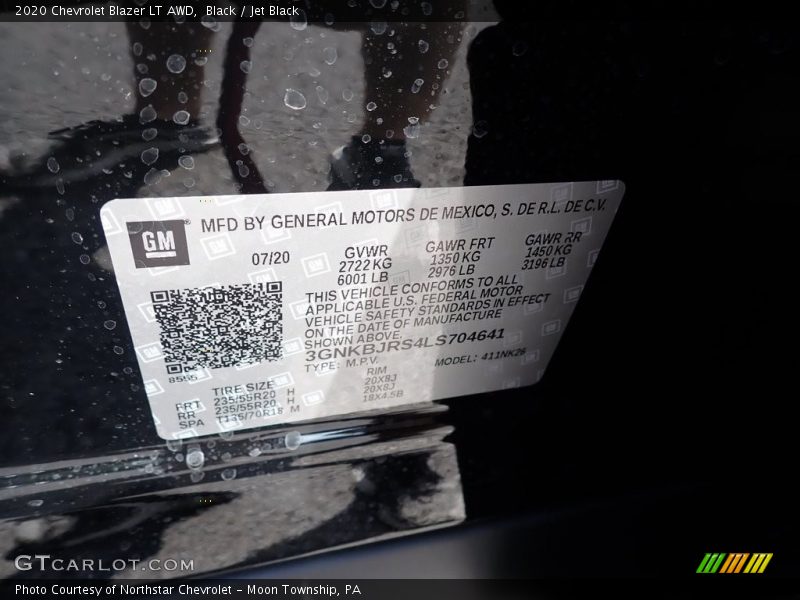 2020 Chevrolet Blazer LT AWD, Black / Jet Black
GM
MFD BY GENERAL MOTORS DE MEXICO, S. DE R.L. DE C.V.
07/20 GVWR GAWR FRT GAWR RR
2722 KG 1350 KG 1450 KG
6001 LB 2976 LB 3196 LB
THIS VEHICLE CONFORMS TO ALL
APPLICABLE U.S. FEDERAL MOTOR
VEHICLE SAFETY STANDARDS IN EFFECT
ON THE DATE OF MANUFACTURE
SHOWN ABOVE.
3GNKBJRS4LS704641
TYPE: M.P.V. MODEL: 411NK26
8555
TIRE SIZE RIM
FRT 235/55R20 H 20X8J
RR 235/55R20 H 20X8J
SPA T135/70R18 M 18X4.5B
GTCARLOT.COM
Photo Courtesy of Northstar Chevrolet - Moon Township, PA